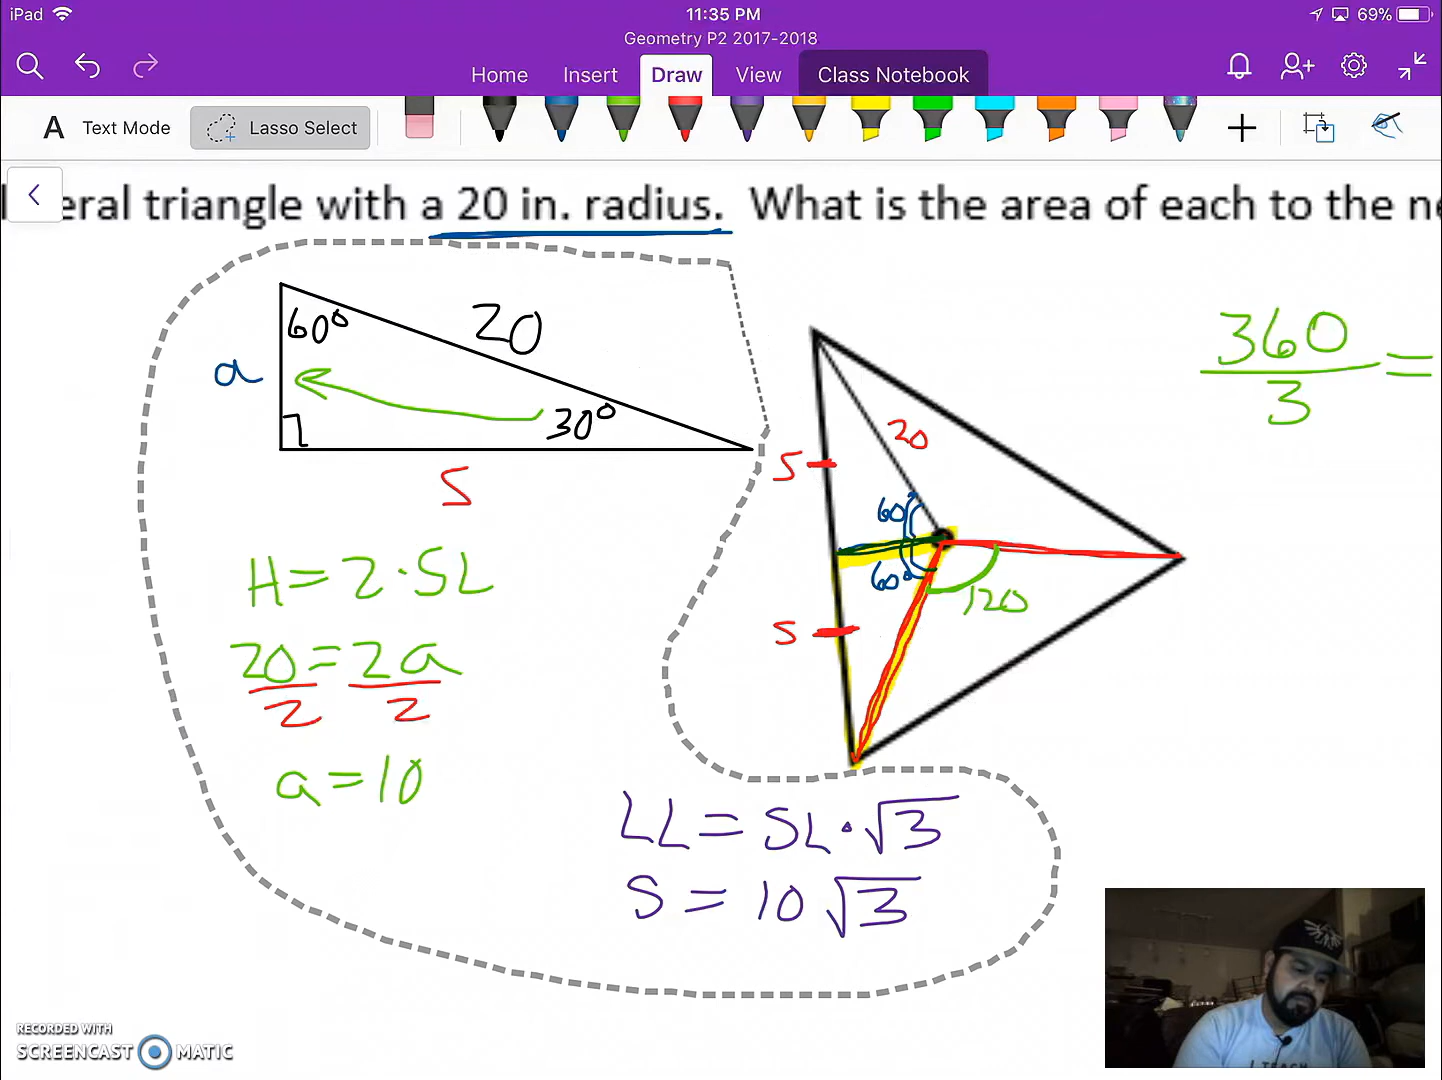 iPad 11:35 PM 69%
Geometry P2 2017-2018
Home Insert Draw View Class Notebook
A Text Mode Lasso Select
eral triangle with a 20 in. radius. What is the area of each to the
60° 20
a 30°
S
360
3 =
20
S
60
60°
120
S
H = 2 · SL
20 = 2a
2 2
a = 10
LL = SL · √3
S = 10 √3
RECORDED WITH
SCREENCAST MATIC
I TEACH